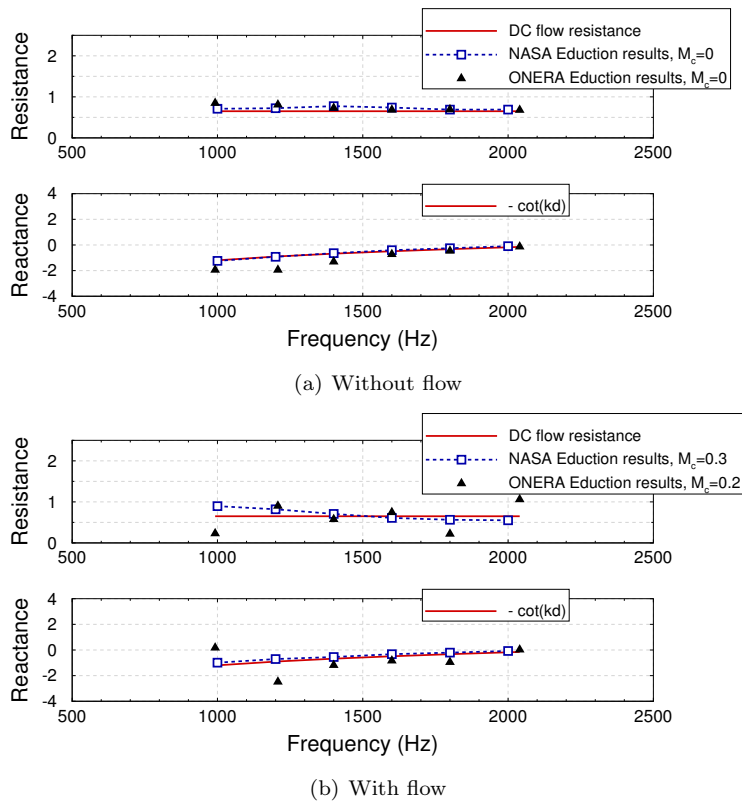 DC flow resistance
NASA Eduction results, M_c=0
ONERA Eduction results, M_c=0
Resistance
2
1
0
500 1000 1500 2000 2500
- cot(kd)
Reactance
4
2
0
-2
-4
500 1000 1500 2000 2500
Frequency (Hz)
(a) Without flow
DC flow resistance
NASA Eduction results, M_c=0.3
ONERA Eduction results, M_c=0.2
Resistance
2
1
0
500 1000 1500 2000 2500
- cot(kd)
Reactance
4
2
0
-2
-4
500 1000 1500 2000 2500
Frequency (Hz)
(b) With flow